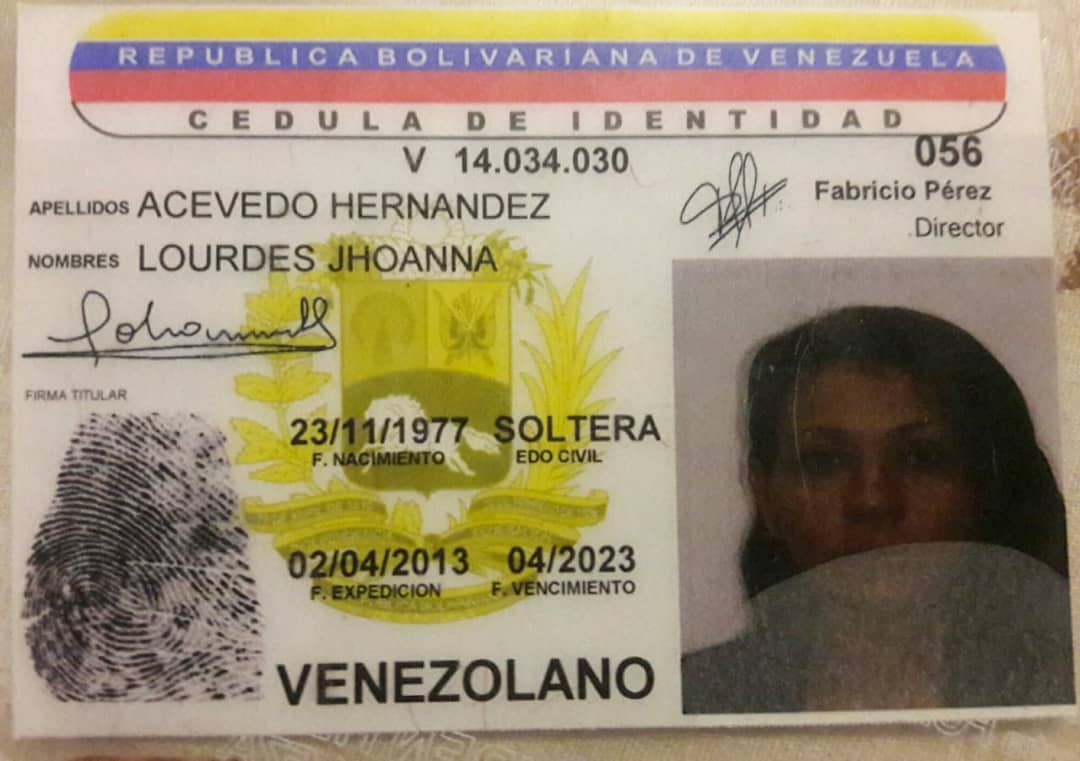 REPUBLICA BOLIVARIANA DE VENEZUELA
CEDULA DE IDENTIDAD
V 14.034.030
056
Fabricio Pérez
Director
APELLIDOS ACEVEDO HERNANDEZ
NOMBRES LOURDES JHOANNA
FIRMA TITULAR
23/11/1977 SOLTERA
F. NACIMIENTO EDO CIVIL
02/04/2013 04/2023
F. EXPEDICION F. VENCIMIENTO
VENEZOLANO